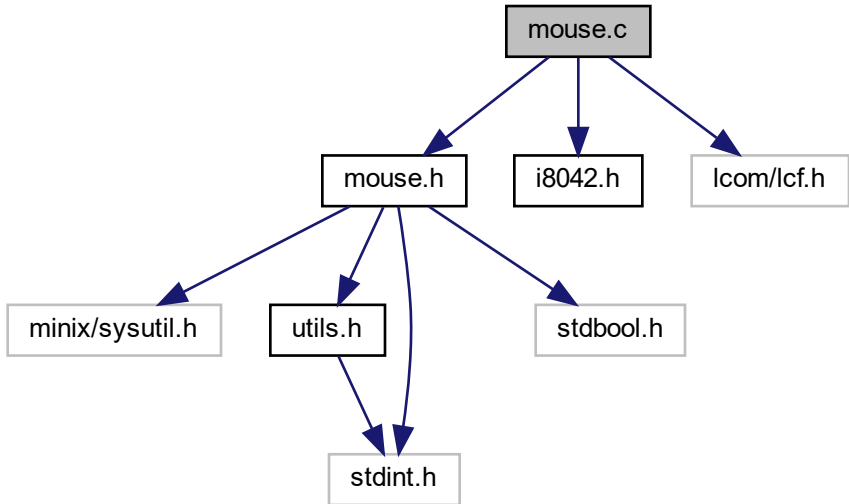 mouse.c
mouse.h
i8042.h
lcom/lcf.h
minix/sysutil.h
utils.h
stdbool.h
stdint.h